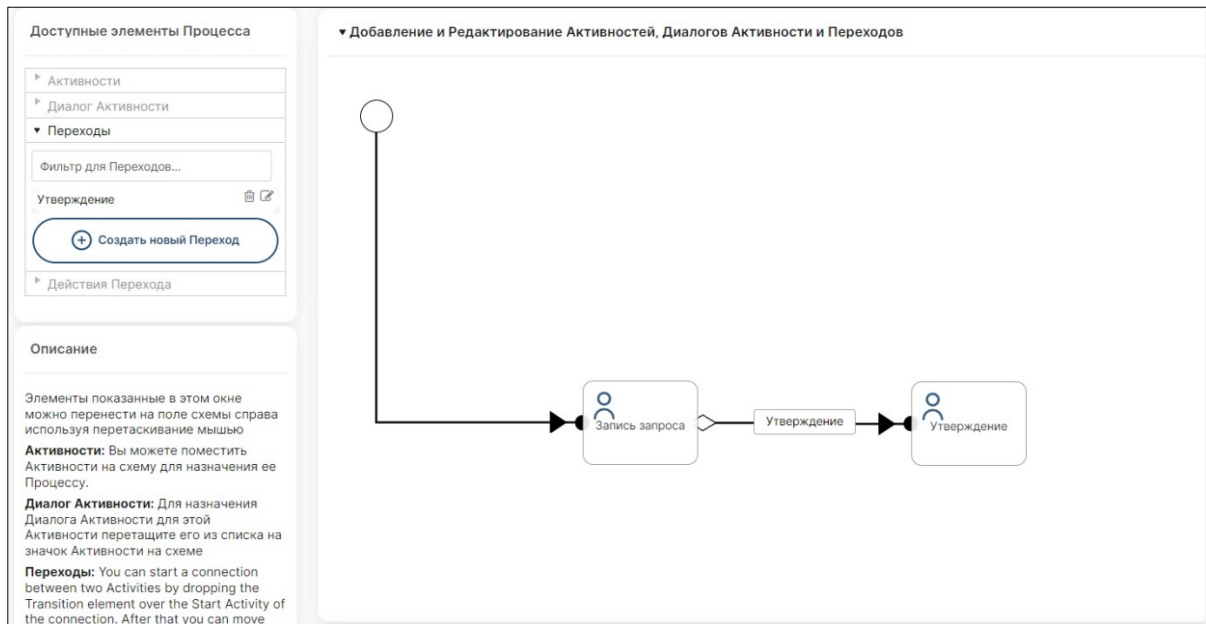 Доступные элементы Процесса
Активности
Диалог Активности
Переходы
Фильтр для Переходов...
Утверждение
Создать новый Переход
Действия Перехода
Описание
Элементы показанные в этом окне
можно перенести на поле схемы справа
используя перетаскивание мышью
Активности: Вы можете поместить
Активности на схему для назначения ее
Процессу.
Диалог Активности: Для назначения
Диалога Активности для этой
Активности перетащите его из списка на
значок Активности на схеме
Переходы: You can start a connection
between two Activities by dropping the
Transition element over the Start Activity of
the connection. After that you can move
Добавление и Редактирование Активностей, Диалогов Активности и Переходов
Запись запроса
Утверждение
Утверждение